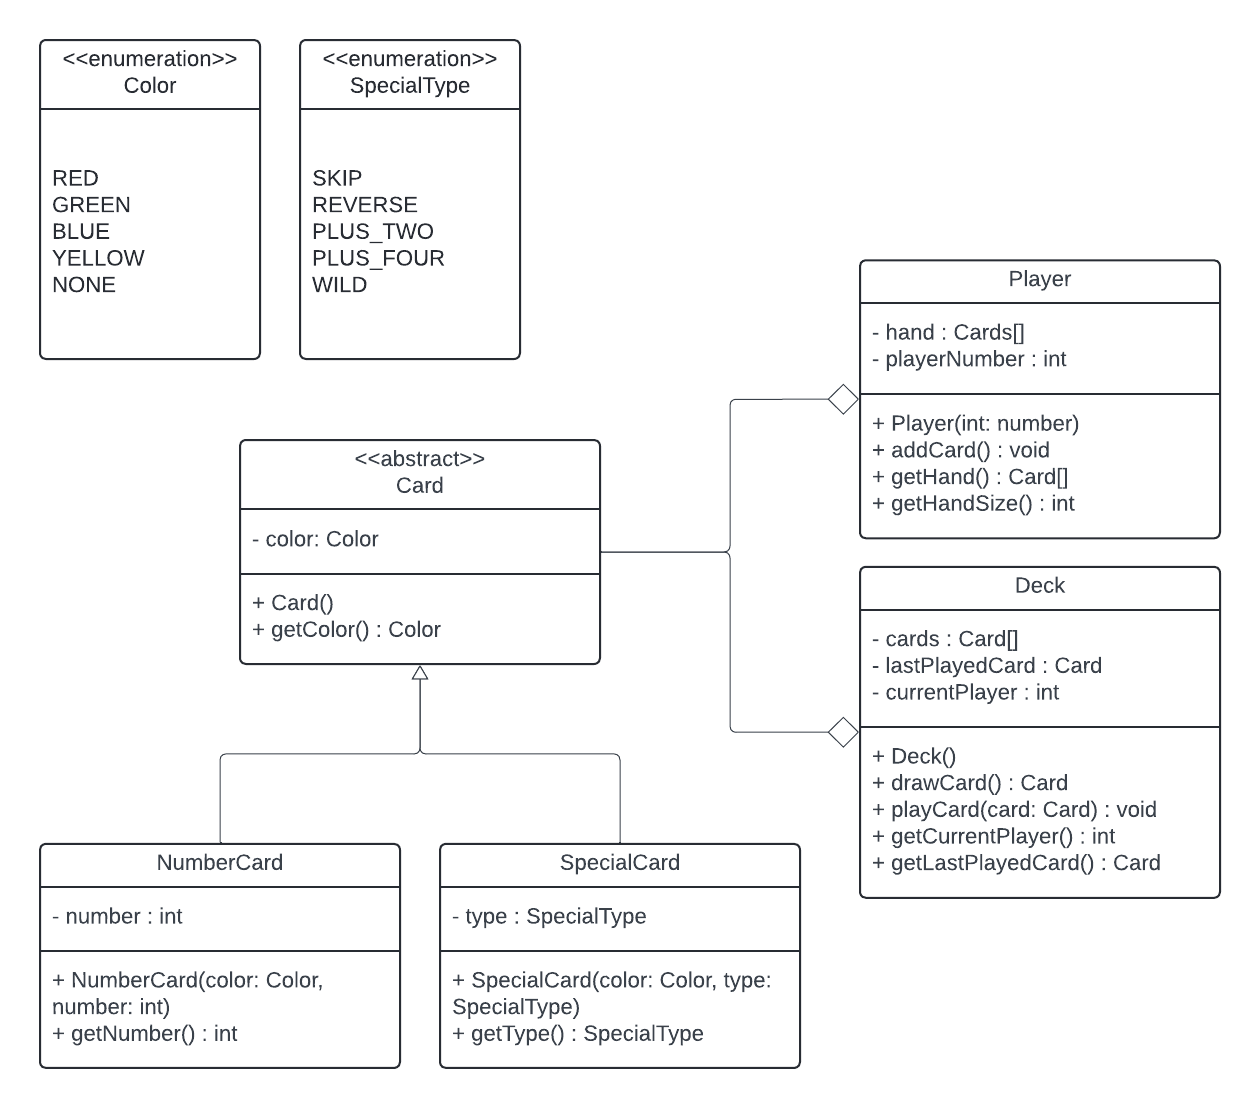 <<enumeration>>
Color
RED
GREEN
BLUE
YELLOW
NONE
<<enumeration>>
SpecialType
SKIP
REVERSE
PLUS_TWO
PLUS_FOUR
WILD
Player
- hand : Cards[]
- playerNumber : int
+ Player(int: number)
+ addCard() : void
+ getHand() : Card[]
+ getHandSize() : int
<<abstract>>
Card
- color: Color
+ Card()
+ getColor() : Color
Deck
- cards : Card[]
- lastPlayedCard : Card
- currentPlayer : int
+ Deck()
+ drawCard() : Card
+ playCard(card: Card) : void
+ getCurrentPlayer() : int
+ getLastPlayedCard() : Card
NumberCard
- number : int
+ NumberCard(color: Color,
number: int)
+ getNumber() : int
SpecialCard
- type : SpecialType
+ SpecialCard(color: Color, type:
SpecialType)
+ getType() : SpecialType